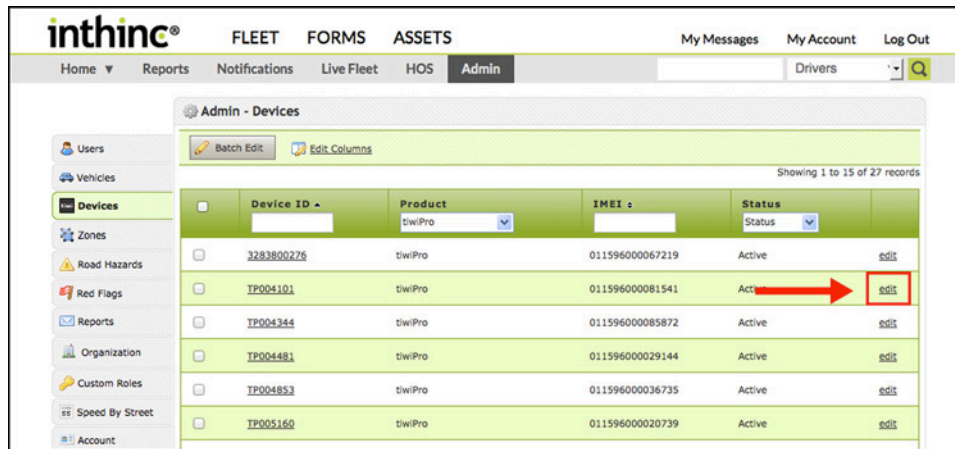 inthinc®
FLEET FORMS ASSETS
My Messages My Account Log Out
Home Reports Notifications Live Fleet HOS Admin
Drivers
Admin - Devices
Batch Edit Edit Columns
Showing 1 to 15 of 27 records
Users
Vehicles
Devices
Zones
Road Hazards
Red Flags
Reports
Organization
Custom Roles
Speed By Street
Account
Device ID Product IMEI Status
tiwiPro Status
3283800276 tiwiPro 011596000067219 Active edit
TP004101 tiwiPro 011596000081541 edit
TP004344 tiwiPro 011596000085872 Active edit
TP004481 tiwiPro 011596000029144 Active edit
TP004853 tiwiPro 011596000036735 Active edit
TP005160 tiwiPro 011596000020739 Active edit